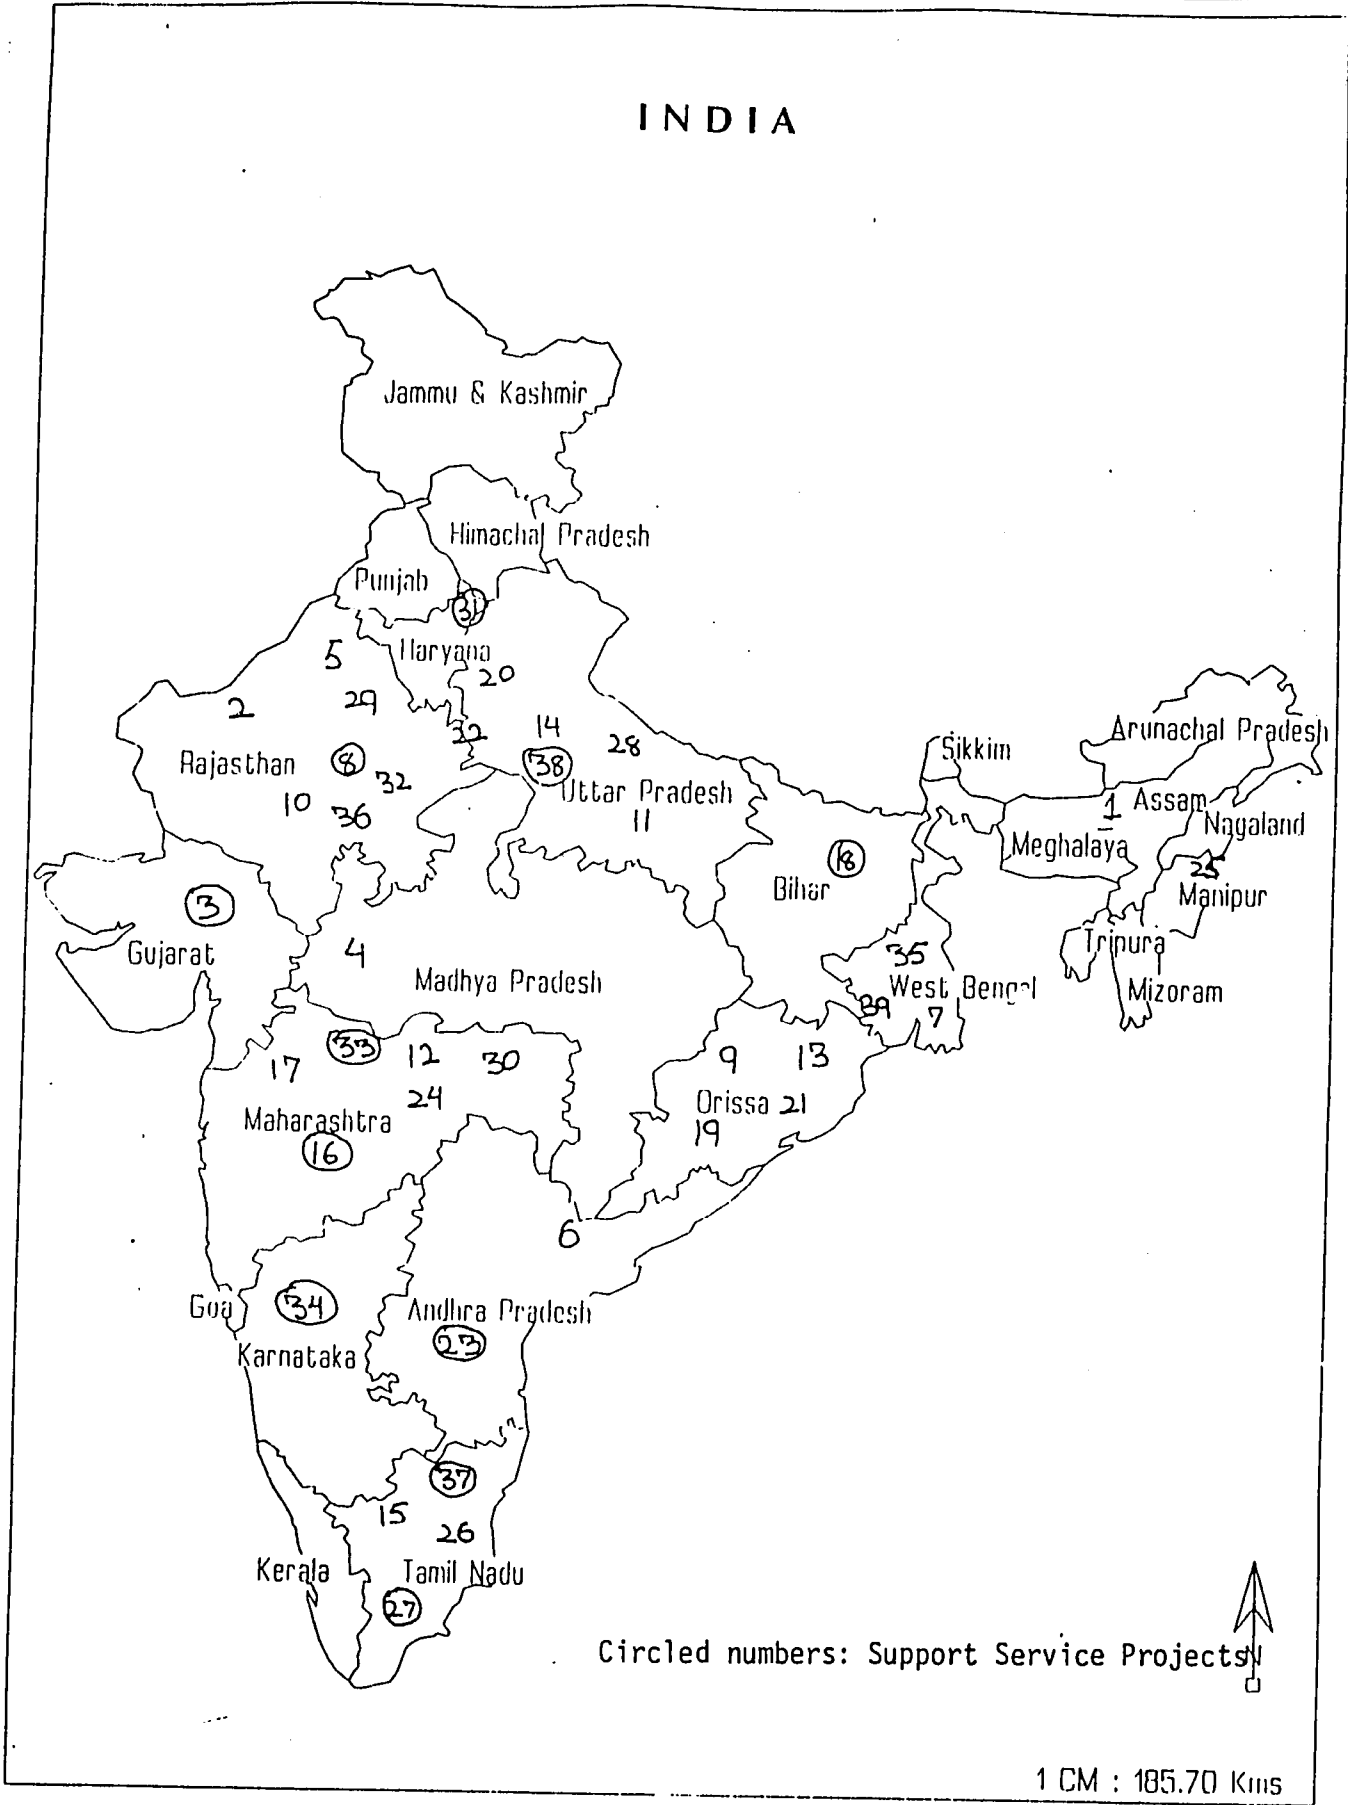 INDIA
Jammu & Kashmir
Himachal Pradesh
Punjab
31
Haryana
5
20
29
2
22
14
28
Arunachal Pradesh
Sikkim
Rajasthan
8
38
32
Uttar Pradesh
10
36
11
1
Assam
Nagaland
Meghalaya
18
25
Bihar
Manipur
3
Gujarat
4
35
Tripura
Madhya Pradesh
West Bengal
Mizoram
39
7
33
17
12
30
9
13
24
Orissa 21
Maharashtra
19
16
6
Goa
34
Andhra Pradesh
23
Karnataka
37
15
26
Kerala
Tamil Nadu
27
Circled numbers: Support Service Projects
N
1 CM : 185.70 Kms